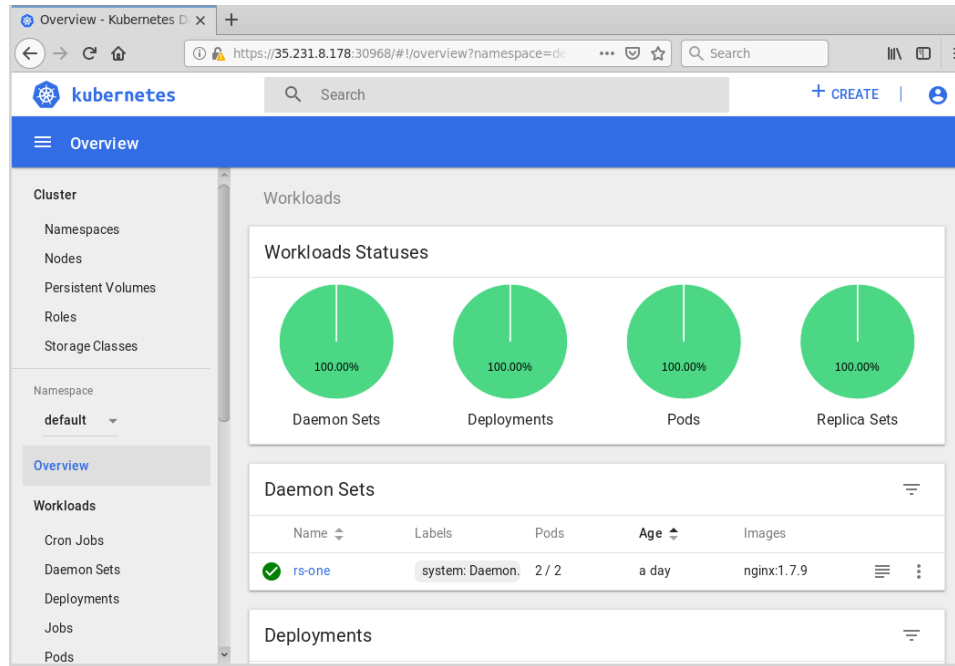 Overview - Kubernetes D
https://35.231.8.178:30968/#!/overview?namespace=de
Search
kubernetes
Search
+ CREATE
Overview
Cluster
Namespaces
Nodes
Persistent Volumes
Roles
Storage Classes
Namespace
default
Overview
Workloads
Cron Jobs
Daemon Sets
Deployments
Jobs
Pods
Workloads
Workloads Statuses
100.00% 100.00% 100.00% 100.00%
Daemon Sets Deployments Pods Replica Sets
Daemon Sets
Name Labels Pods Age Images
rs-one system: Daemon. 2 / 2 a day nginx:1.7.9
Deployments